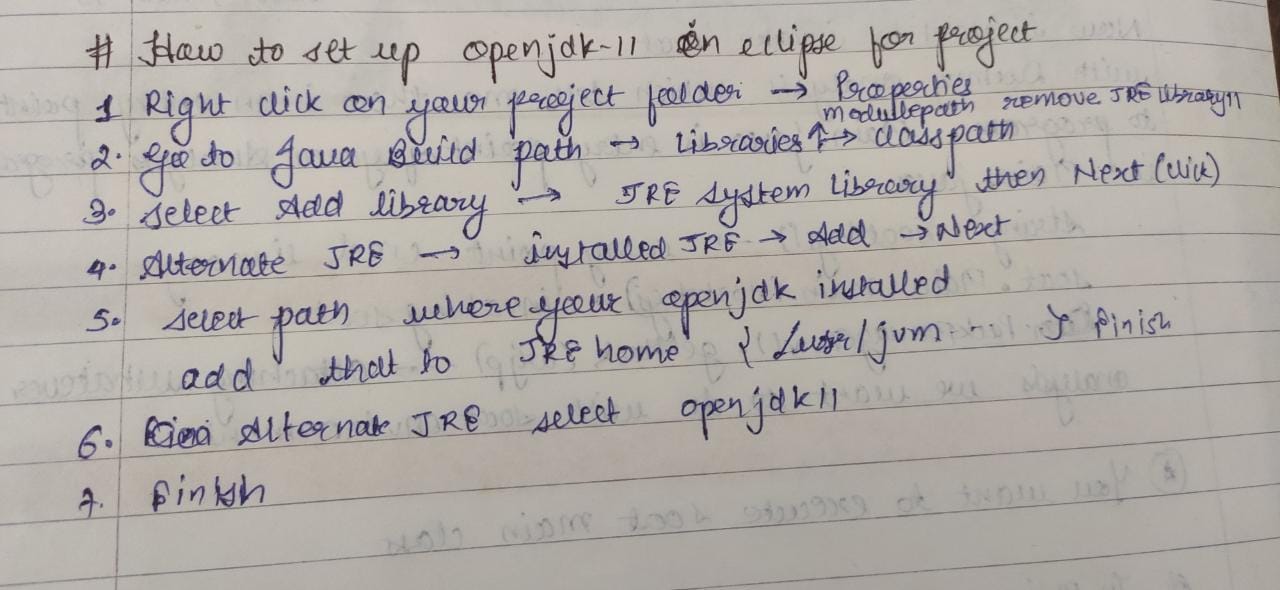 # How to set up openjdk-11 in eclipse for project
1 Right click on your project folder → Properties
modulepath remove JRE library 11
2. Go to Java Build path → Libraries ↑→ classpath
3. Select Add library → JRE system library then Next (click)
4. Alternate JRE → installed JRE → Add → Next
5. select path where your openjdk installed
add that to JRE home { /usr/jvm - - } finish
6. Alternate JRE select openjdk11
7. Finish